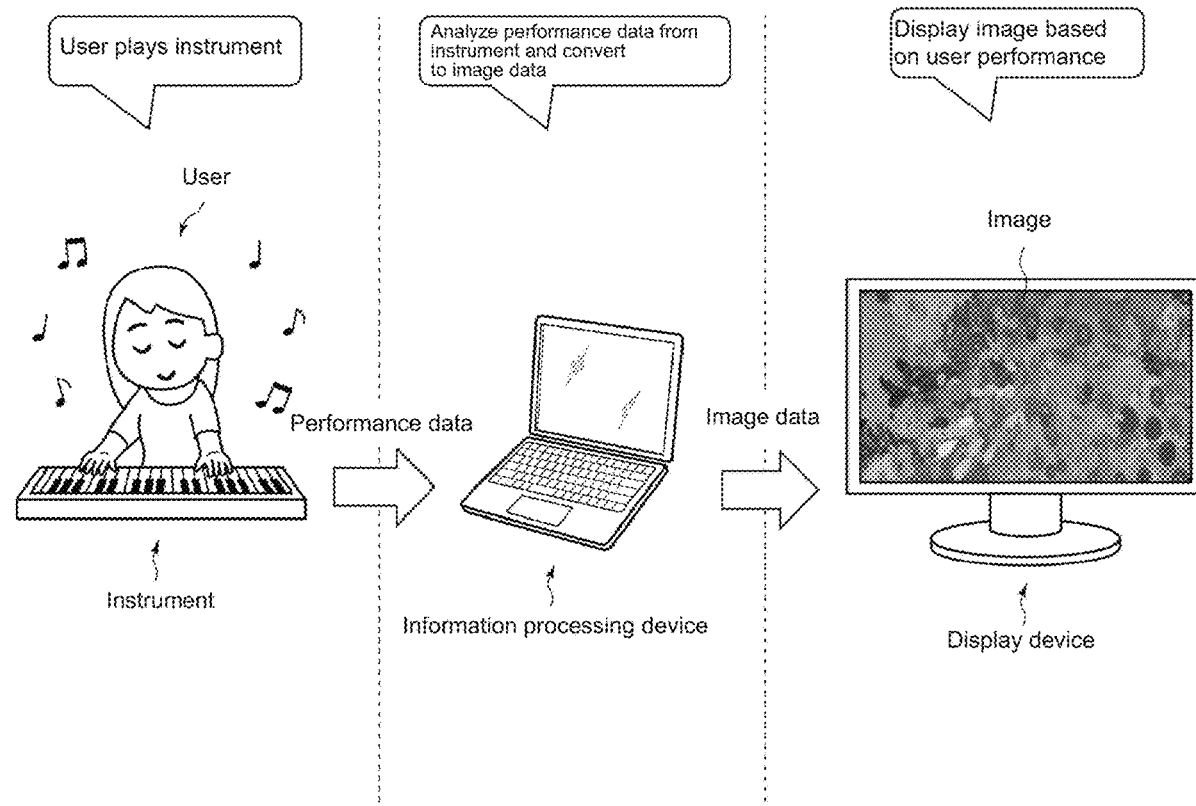 User plays instrument
Analyze performance data from
instrument and convert
to image data
Display image based
on user performance
User
Image
Performance data
Image data
Instrument
Information processing device
Display device